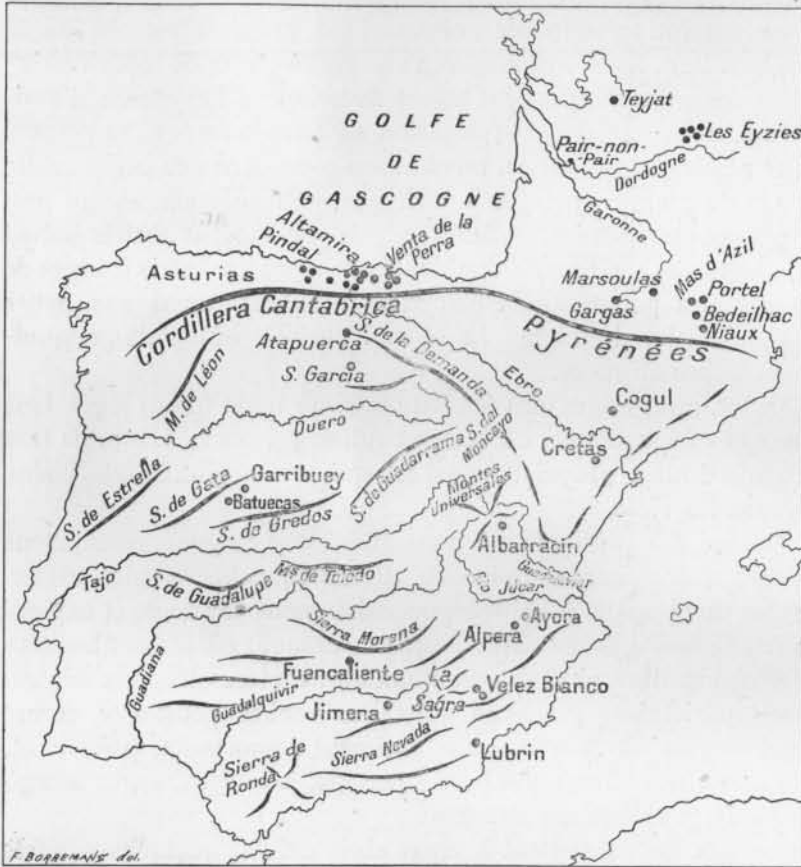 GOLFE
DE
GASCOGNE
Teyjat
Les Eyzies
Pair-non-
Pair
Dordogne
Garonne
Altamira
Pindal
Venta de la
Perra
Asturias
Marsoulas
Gargas
Mas d'Azil
Portel
Bedeilhac
Niaux
Cordillera Cantabrica
Pyrénées
Atapuerca
S. de la Demanda
M. de Léon
S. Garcia
Ebre
Duero
Cogul
Cretas
S. de Guadarrama
S. del
Moncayo
S. de Estrella
S. de Gata
Garribuey
Batuecas
S. de Gredos
Montes
Universales
Albarracin
Tajo
S. de Guadalupe
Mts de Toledo
Guadalaviar
Jucar
Ayora
Alpera
Sierra Morena
Guadiana
Fuencaliente
La
Sagra
Velez Blanco
Guadalquivir
Jimena
Sierra Nevada
Lubrin
Sierra de
Ronda
F. BORREMANS del.